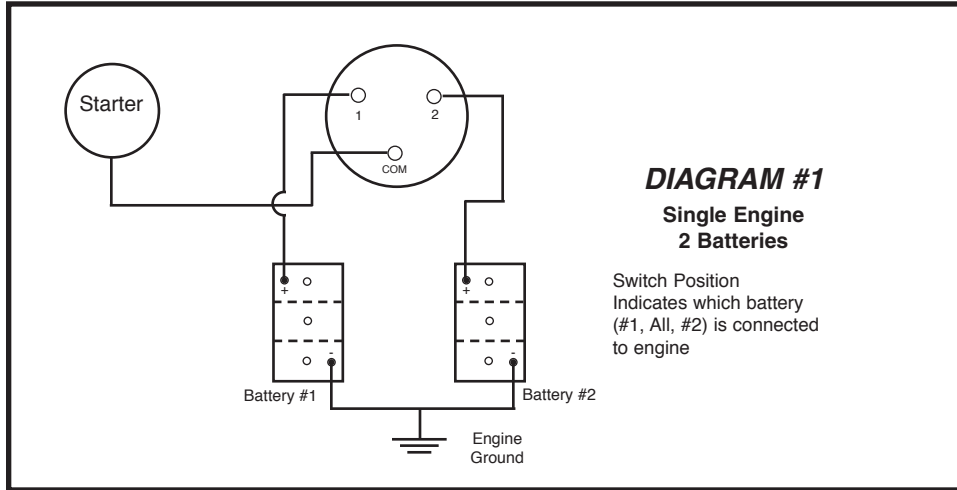 Starter
1
2
COM
DIAGRAM #1
Single Engine
2 Batteries
Switch Position
Indicates which battery
(#1, All, #2) is connected
to engine
+
+
-
-
Battery #1
Battery #2
Engine
Ground